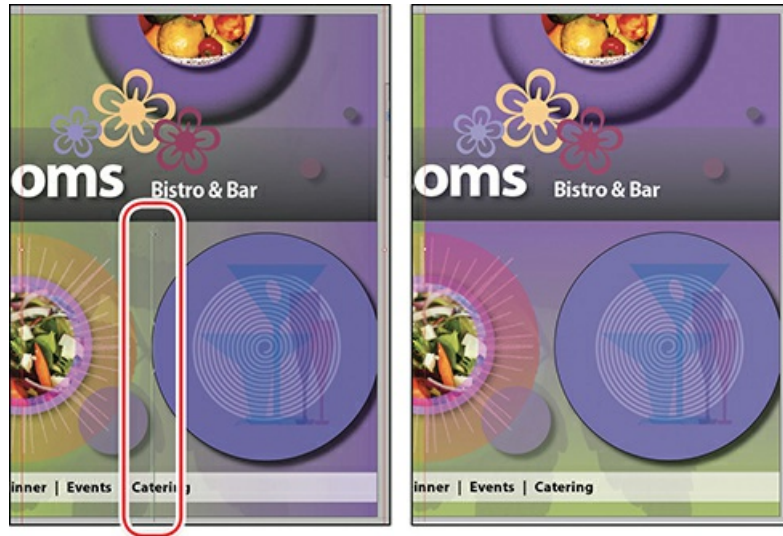 oms Bistro & Bar
inner | Events | Catering
oms Bistro & Bar
inner | Events | Catering